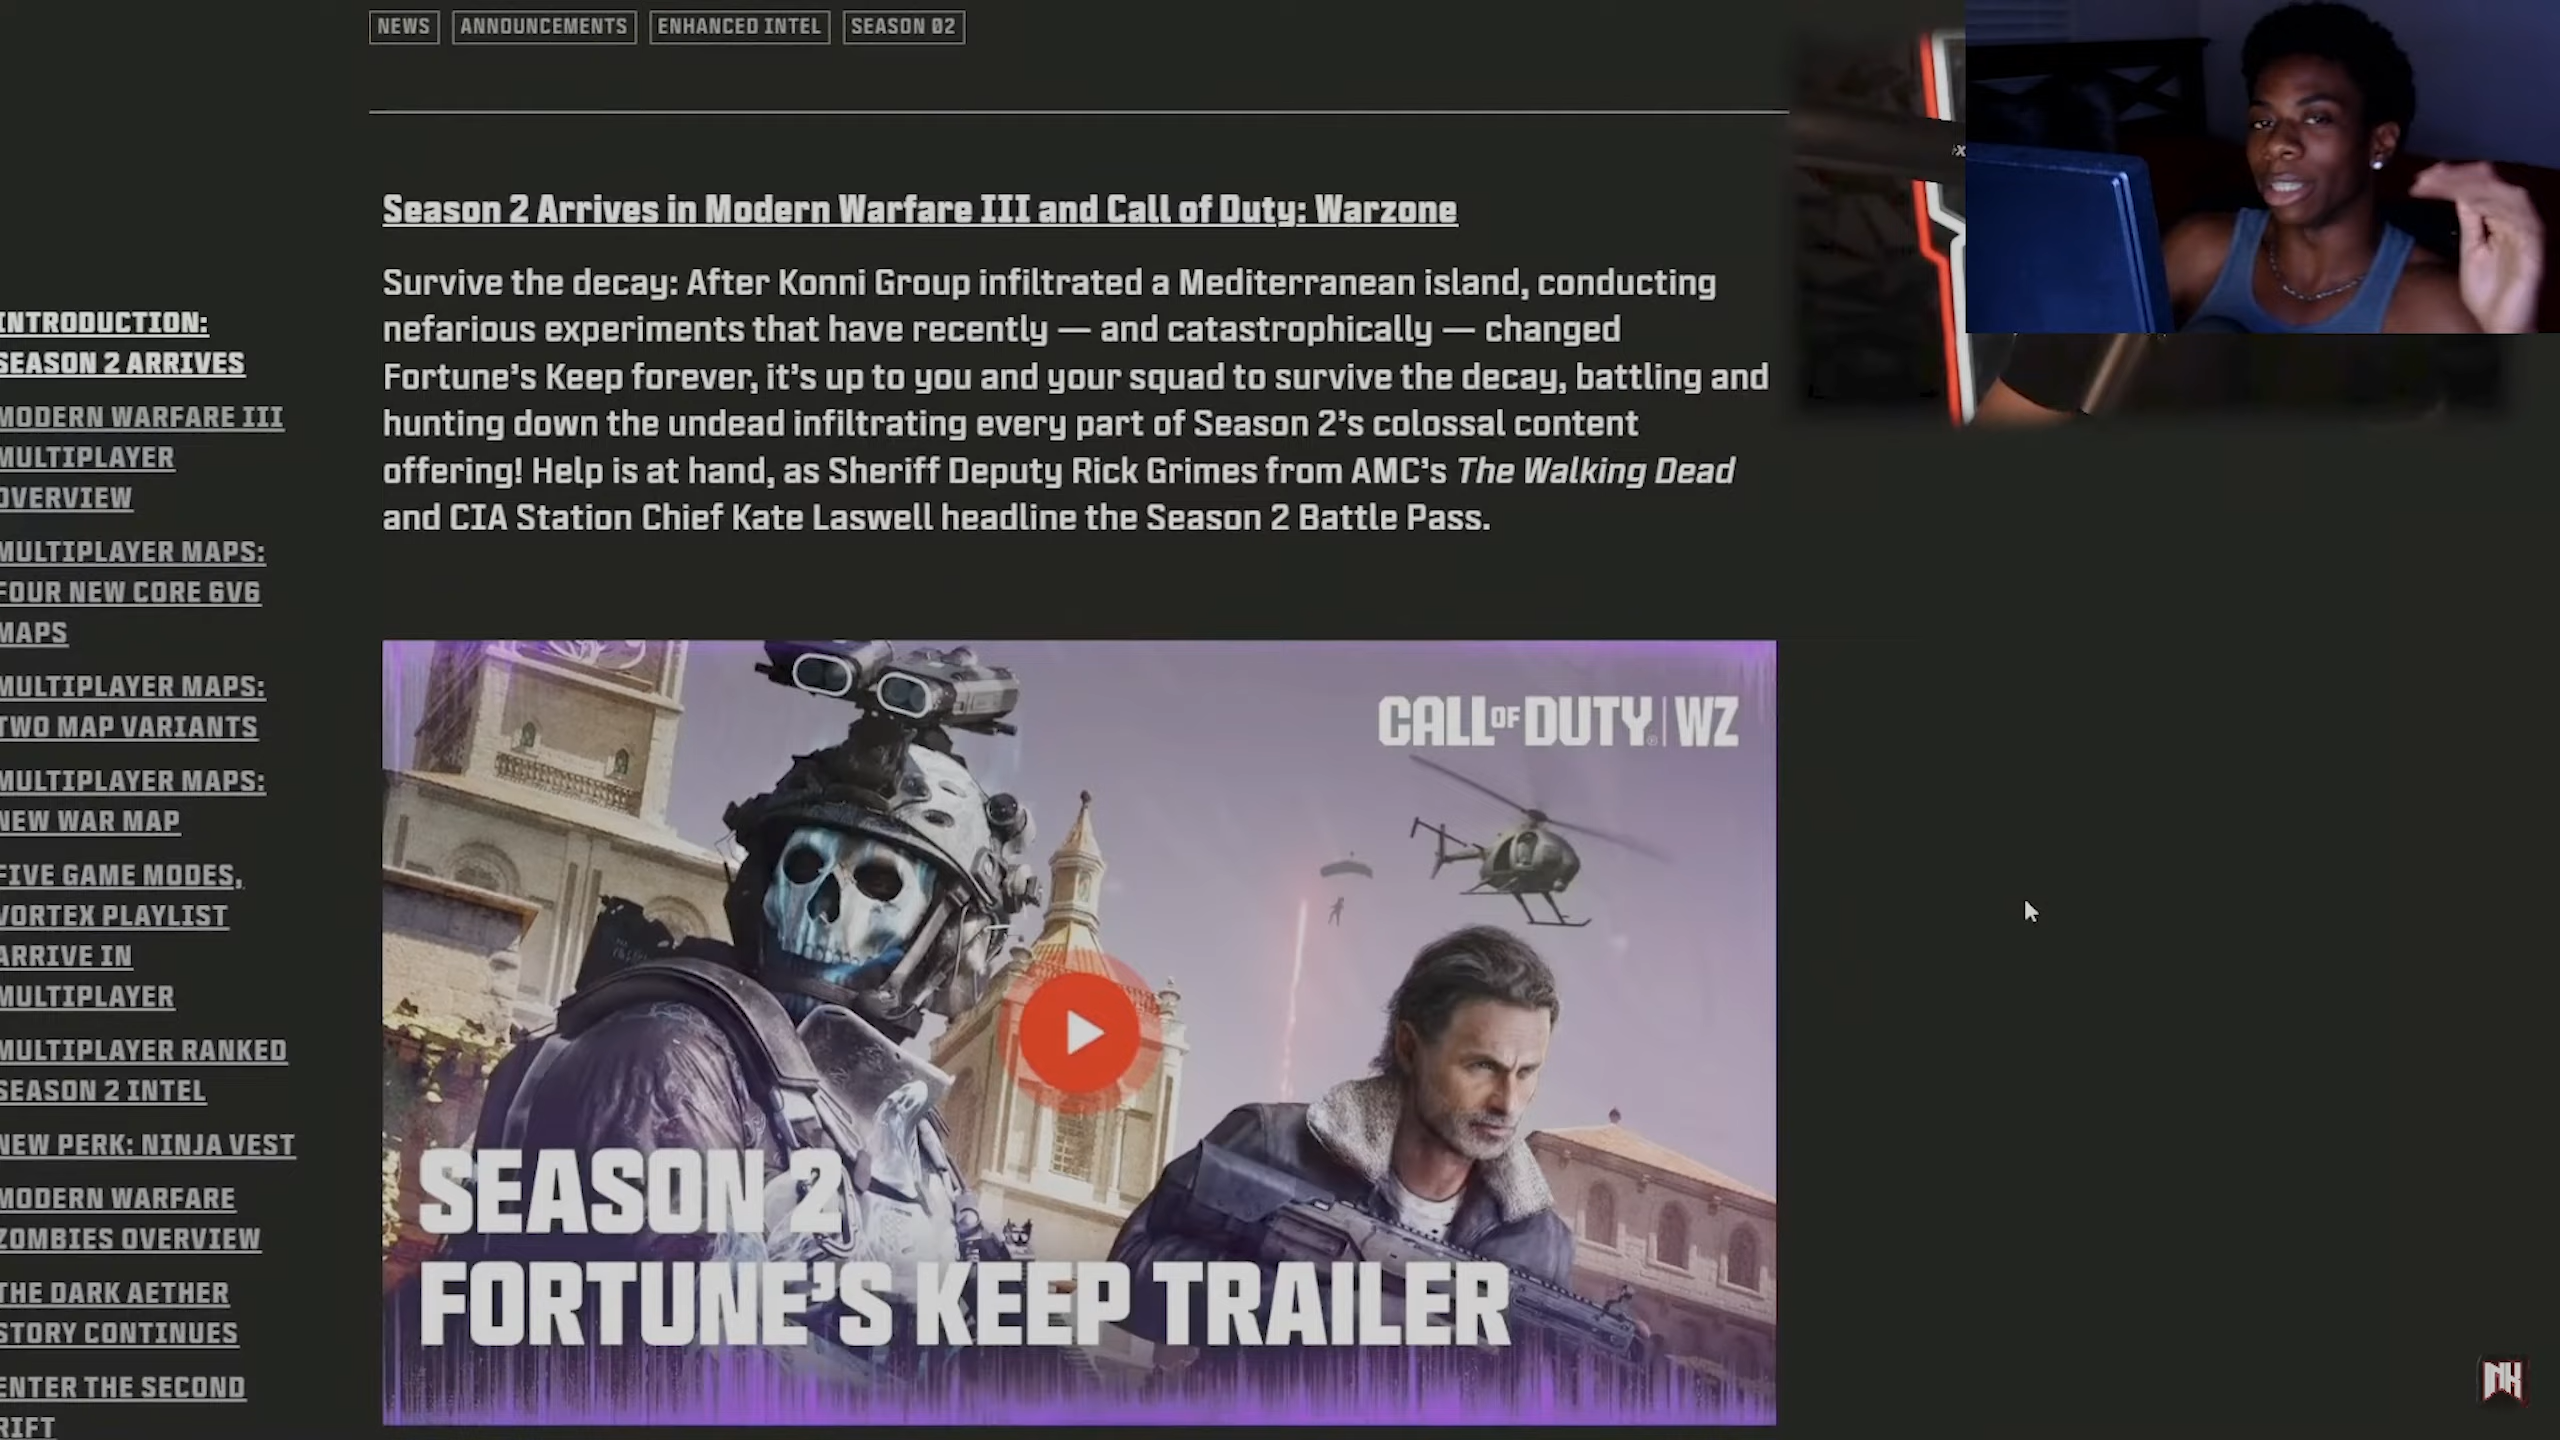 NEWS
ANNOUNCEMENTS
ENHANCED INTEL
SEASON 02
Season 2 Arrives in Modern Warfare III and Call of Duty: Warzone
Survive the decay: After Konni Group infiltrated a Mediterranean island, conducting
nefarious experiments that have recently — and catastrophically — changed
Fortune's Keep forever, it's up to you and your squad to survive the decay, battling and
hunting down the undead infiltrating every part of Season 2's colossal content
offering! Help is at hand, as Sheriff Deputy Rick Grimes from AMC's The Walking Dead
and CIA Station Chief Kate Laswell headline the Season 2 Battle Pass.
INTRODUCTION:
SEASON 2 ARRIVES
MODERN WARFARE III
MULTIPLAYER
OVERVIEW
MULTIPLAYER MAPS:
FOUR NEW CORE 6V6
MAPS
MULTIPLAYER MAPS:
TWO MAP VARIANTS
MULTIPLAYER MAPS:
NEW WAR MAP
FIVE GAME MODES,
VORTEX PLAYLIST
ARRIVE IN
MULTIPLAYER
MULTIPLAYER RANKED
SEASON 2 INTEL
NEW PERK: NINJA VEST
MODERN WARFARE
ZOMBIES OVERVIEW
THE DARK AETHER
STORY CONTINUES
ENTER THE SECOND
RIFT
CALL OF DUTY | WZ
SEASON 2
FORTUNE'S KEEP TRAILER
NK